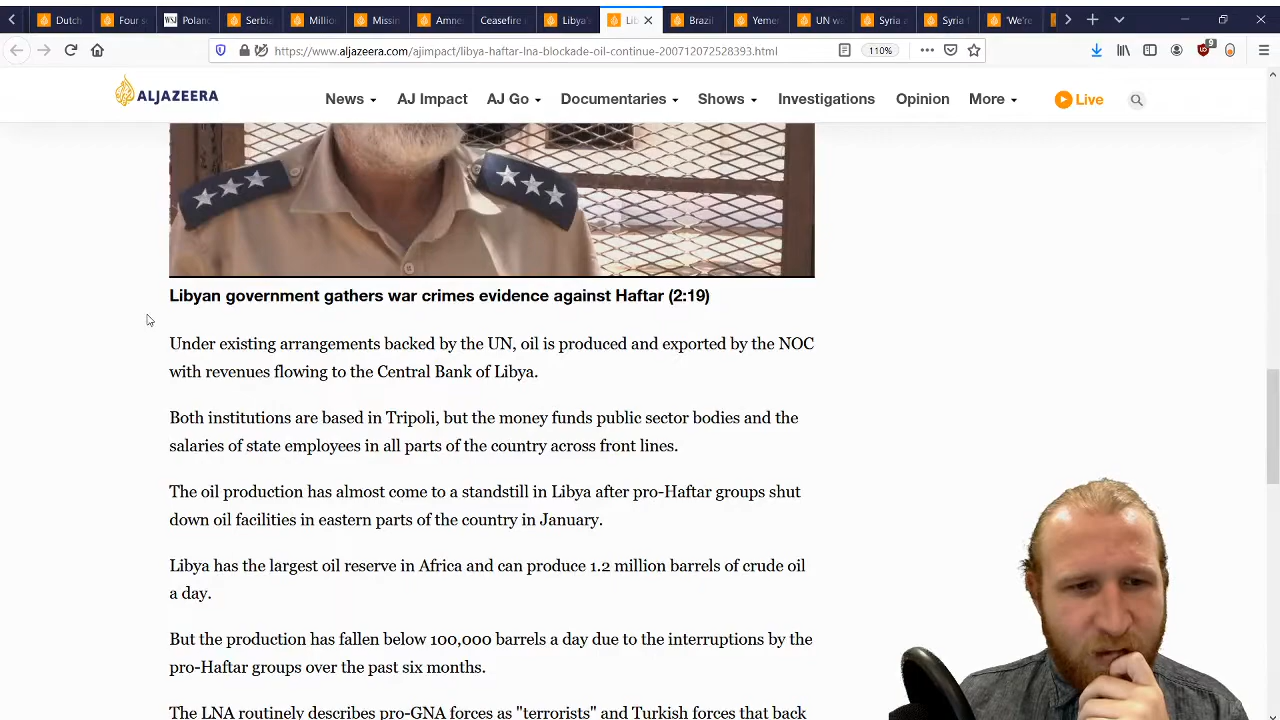 Dutch
Four s
WSJ
Poland
Serbia
Million
Missin
Amne
Ceasefire
Libya's
Lib
Brazil
Yemen
UN wa
Syria a
Syria f
'We're
https://www.aljazeera.com/ajimpact/libya-haftar-lna-blockade-oil-continue-200712072528393.html
110%
ALJAZEERA
News
AJ Impact
AJ Go
Documentaries
Shows
Investigations
Opinion
More
Live
Libyan government gathers war crimes evidence against Haftar (2:19)
Under existing arrangements backed by the UN, oil is produced and exported by the NOC
with revenues flowing to the Central Bank of Libya.
Both institutions are based in Tripoli, but the money funds public sector bodies and the
salaries of state employees in all parts of the country across front lines.
The oil production has almost come to a standstill in Libya after pro-Haftar groups shut
down oil facilities in eastern parts of the country in January.
Libya has the largest oil reserve in Africa and can produce 1.2 million barrels of crude oil
a day.
But the production has fallen below 100,000 barrels a day due to the interruptions by the
pro-Haftar groups over the past six months.
The LNA routinely describes pro-GNA forces as "terrorists" and Turkish forces that back